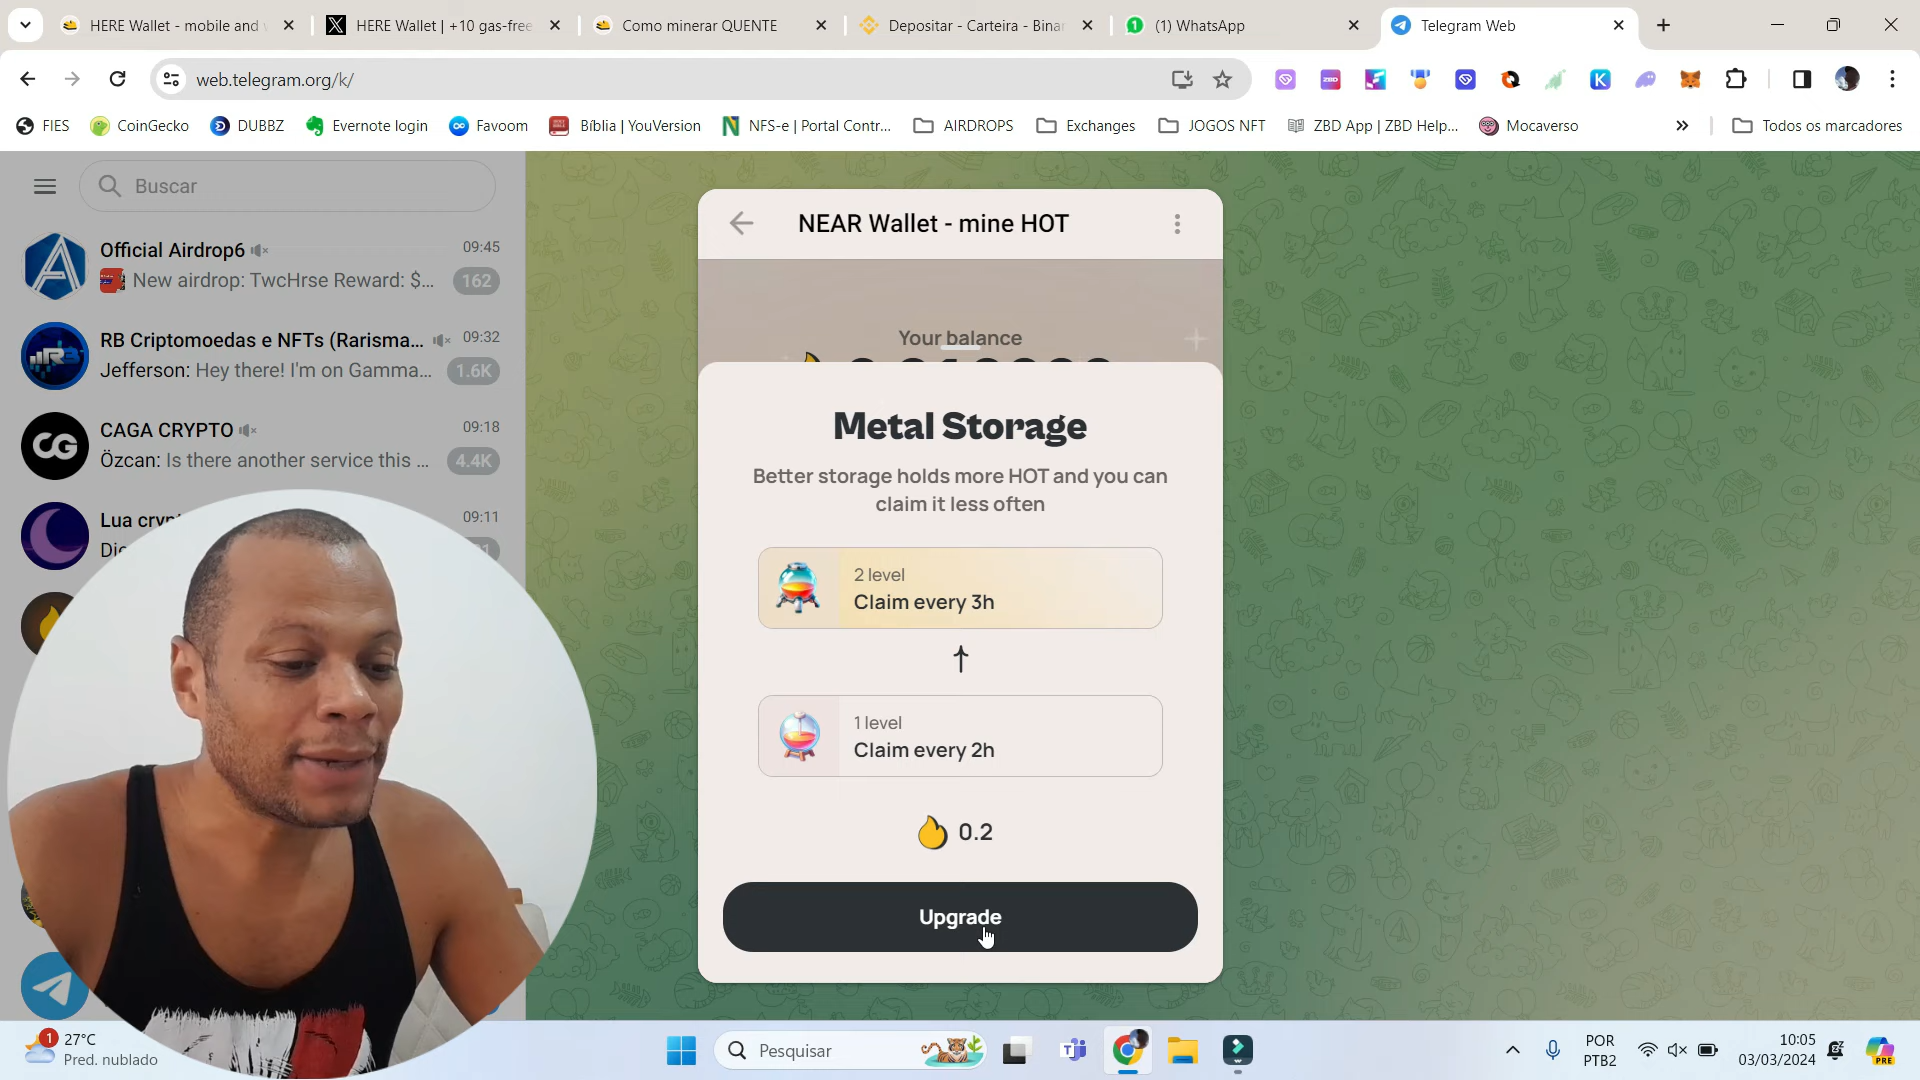 HERE Wallet - mobile and
HERE Wallet | +10 gas-free
Como minerar QUENTE
Depositar - Carteira - Binan
(1) WhatsApp
Telegram Web
web.telegram.org/k/
FIES
CoinGecko
DUBBZ
Evernote login
Favoom
Bíblia | YouVersion
NFS-e | Portal Contr...
AIRDROPS
Exchanges
JOGOS NFT
ZBD App | ZBD Help...
Mocaverso
Todos os marcadores
Buscar
Official Airdrop6
09:45
New airdrop: TwcHrse Reward: $...
162
RB Criptomoedas e NFTs (Rarisma...
09:32
Jefferson: Hey there! I'm on Gamma...
1.6K
CAGA CRYPTO
09:18
Özcan: Is there another service this ...
4.4K
Lua
09:11
NEAR Wallet - mine HOT
Your balance
Metal Storage
Better storage holds more HOT and you can
claim it less often
2 level
Claim every 3h
1 level
Claim every 2h
0.2
Upgrade
1
27°C
Pred. nublado
Pesquisar
POR
PTB2
10:05
03/03/2024
PRE